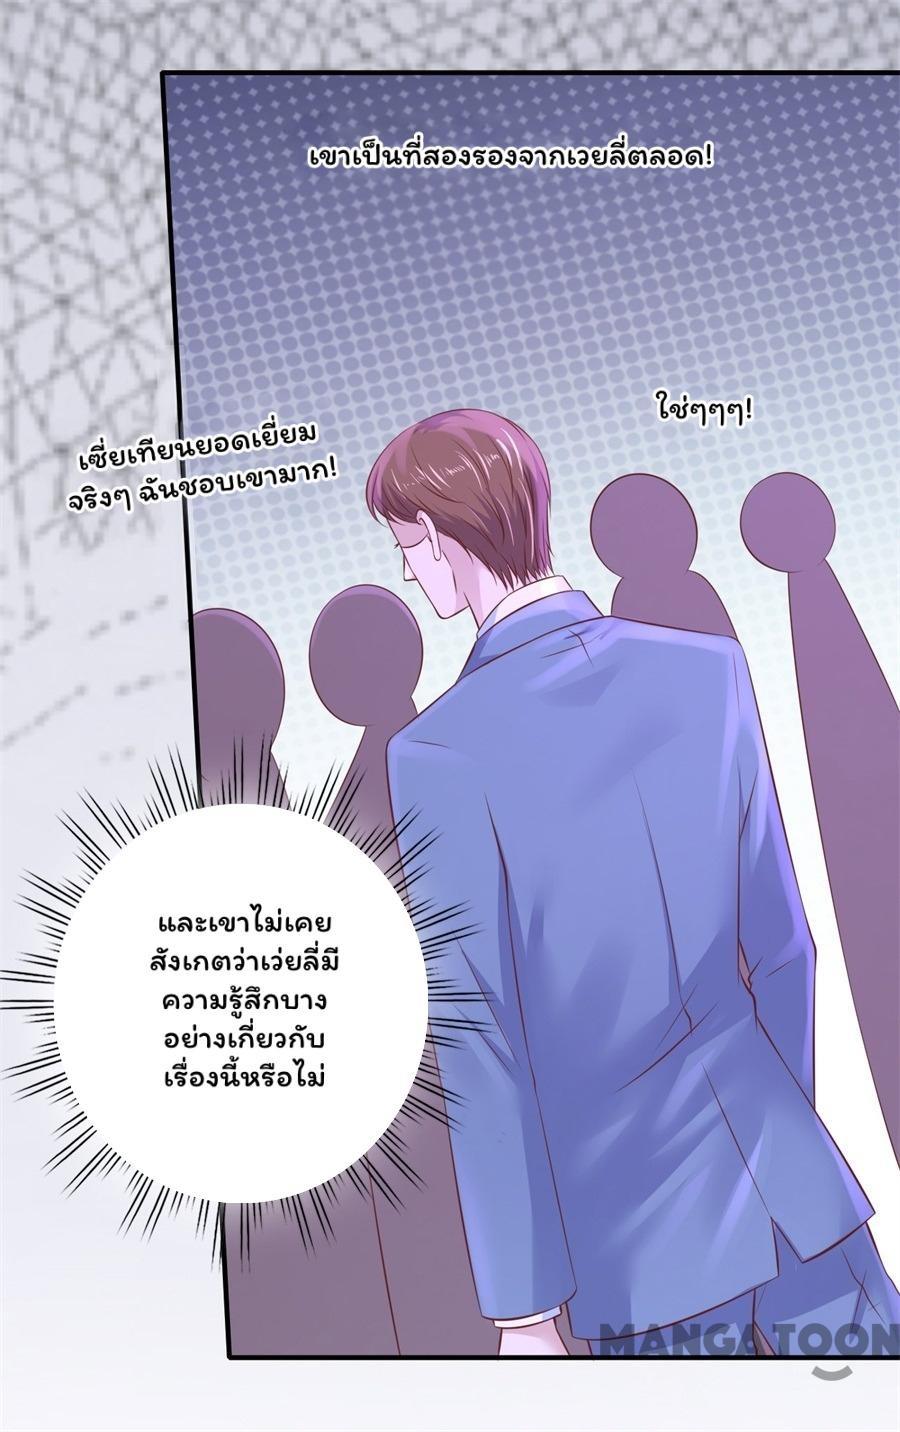 เขาเป็นที่สองรองจากเวยลี่ตลอด!
ใช่ๆๆๆ!
เซี่ยเทียนยอดเยี่ยม
จริงๆ ฉันชอบเขามาก!
และเขาไม่เคย
สังเกตว่าเว่ยลี่มี
ความรู้สึกบาง
อย่างเกี่ยวกับ
เรื่องนี้หรือไม่
MANGA TOON